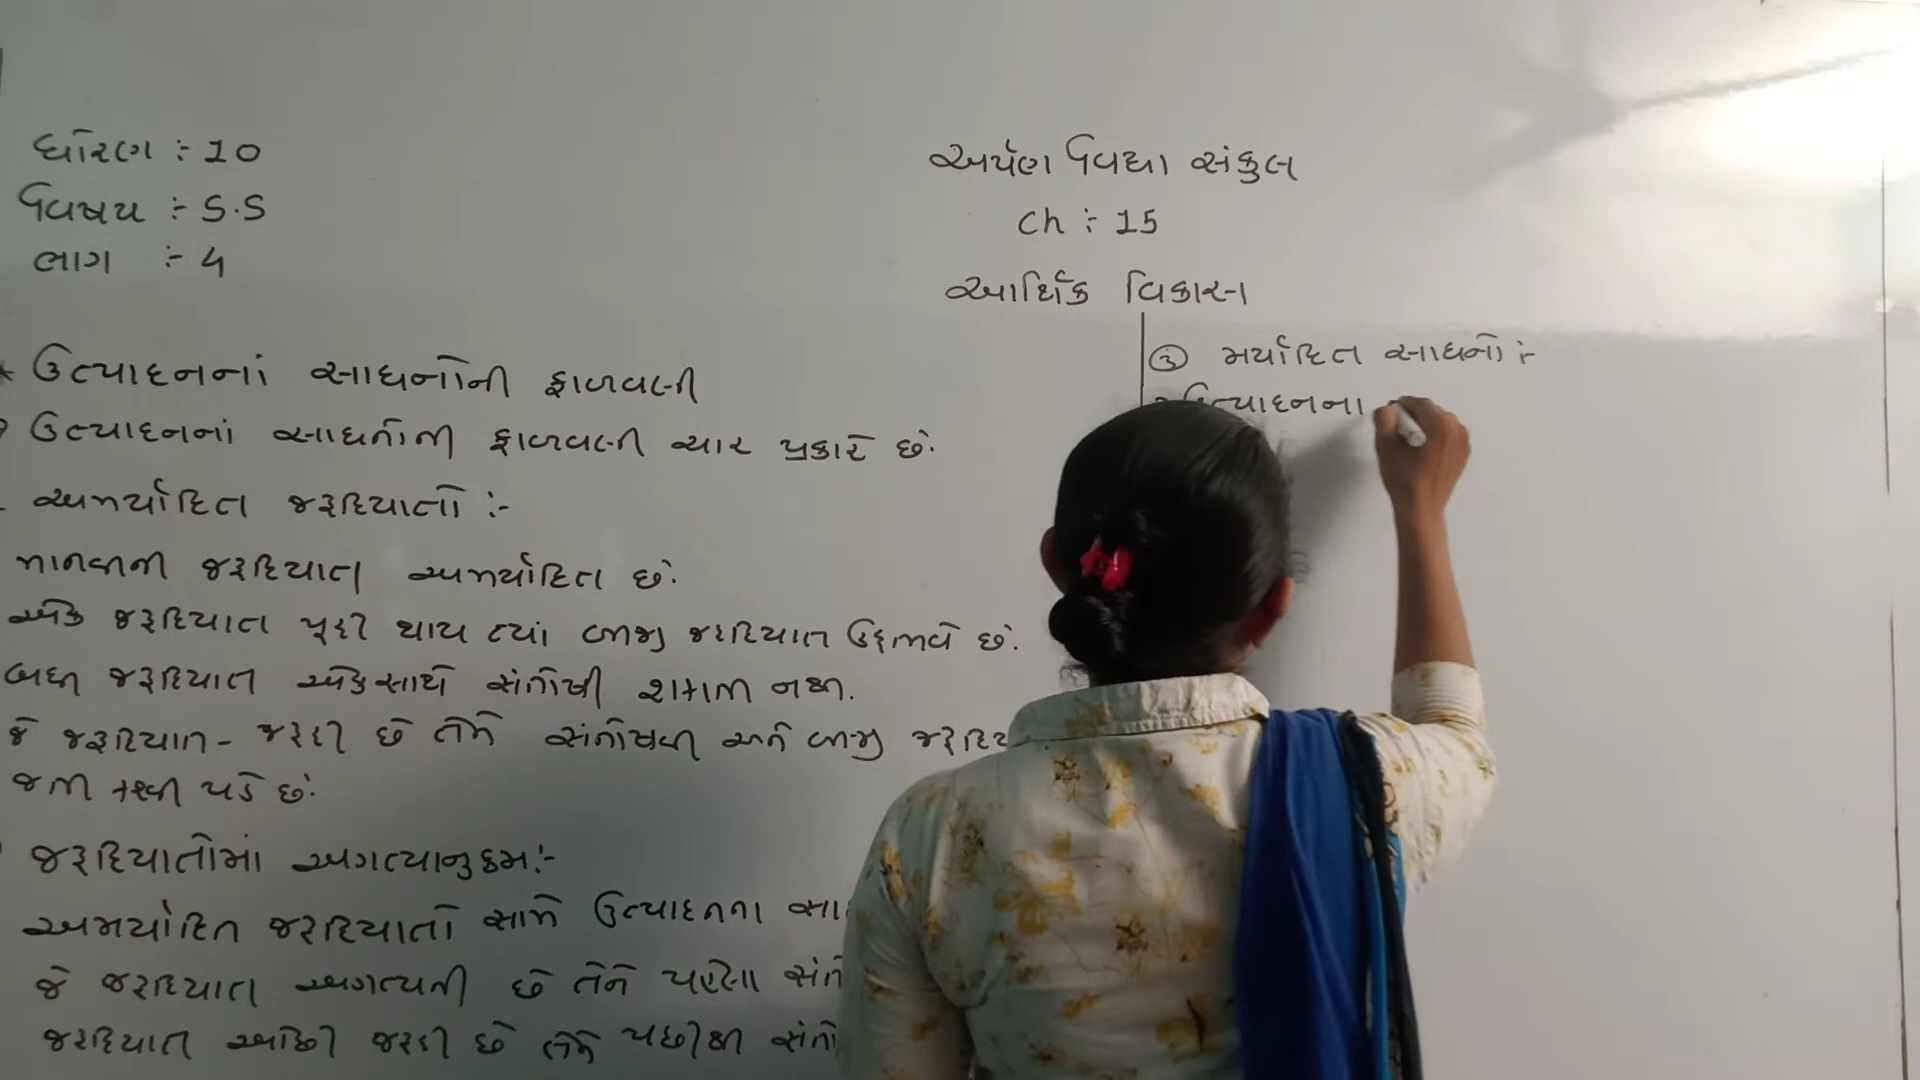 ધોરણ :- 10
વિષય :- S.S
ભાગ :- 4
અર્પણ વિદ્યા સંકુલ
Ch :- 15
આર્થિક વિકાસ
* ઉત્પાદનનાં સાધનોની ફાળવણી
ઉત્પાદનનાં સાધનોની ફાળવણી ચાર પ્રકારે છે.
અમર્યાદિત જરૂરિયાતો :-
માનવીની જરૂરિયાત અમર્યાદિત છે.
એક જરૂરિયાત પૂરી થાય ત્યાં બીજી જરૂરિયાત ઉદ્દભવે છે.
બધી જરૂરિયાત એકસાથે સંતોષી શકાતી નથી.
જે જરૂરિયાત જરૂરી છે તેને સંતોષવી અને બીજી
જતી કરવી પડે છે.
જરૂરિયાતોમાં અગત્યાનુક્રમ:-
અમર્યાદિત જરૂરિયાતો સામે ઉત્પાદનના
જે જરૂરિયાત અગત્યની છે તેને પહેલા
જરૂરિયાત ઓછી જરૂરી છે તેને પછીથી
③ મર્યાદિત સાધનો :-
ઉત્પાદનના